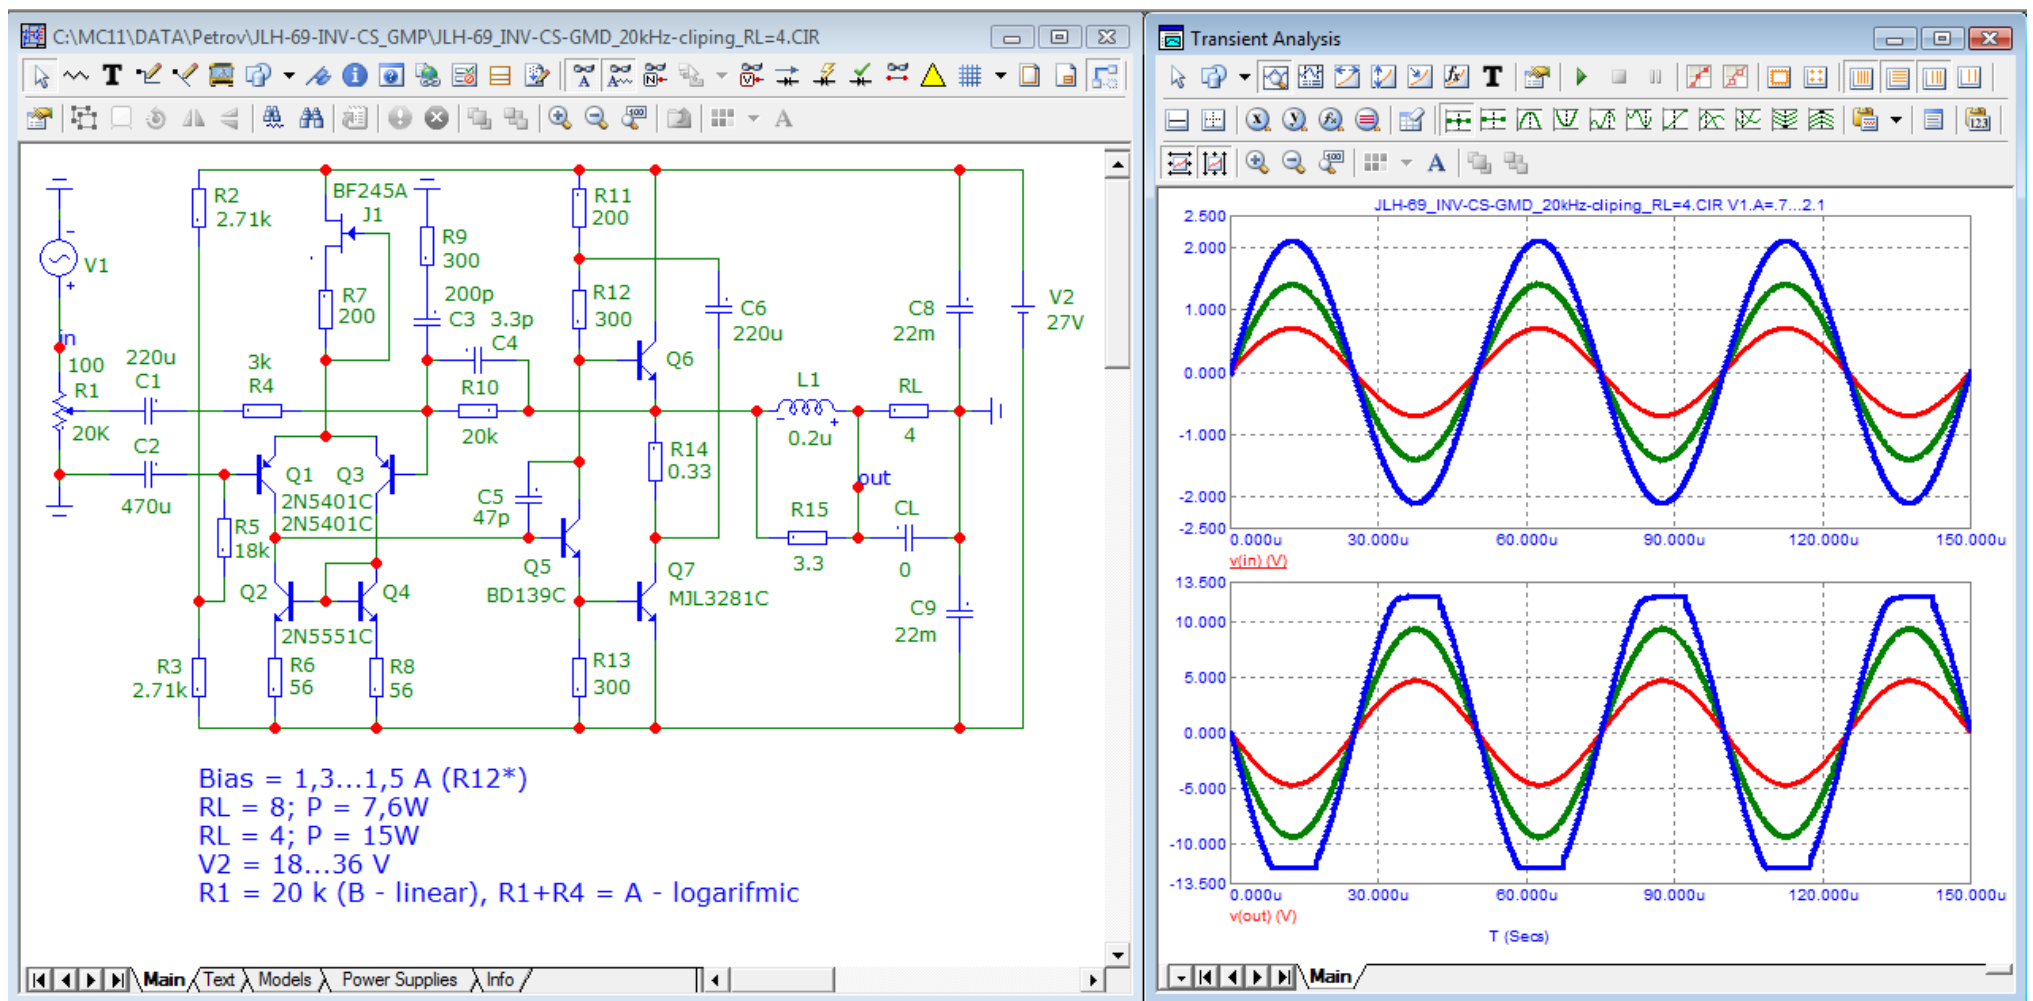 C:\MC11\DATA\Petrov\JLH-69-INV-CS_GMP\JLH-69_INV-CS-GMD_20kHz-cliping_RL=4.CIR
R2
2.71k
BF245A
J1
R11
200
R9
300
V1
R7
200
200p
C3
3.3p
C4
R12
300
C6
220u
C8
22m
V2
27V
in
100
R1
20K
220u
C1
3k
R4
R10
20k
Q6
L1
0.2u
RL
4
C2
470u
Q1
Q3
2N5401C
2N5401C
R14
0.33
out
C5
47p
R5
18k
R15
3.3
CL
0
Q5
BD139C
Q7
MJL3281C
Q2
Q4
2N5551C
C9
22m
R3
2.71k
R6
56
R8
56
R13
300
Bias = 1,3...1,5 A (R12*)
RL = 8; P = 7,6W
RL = 4; P = 15W
V2 = 18...36 V
R1 = 20 k (B - linear), R1+R4 = A - logarifmic
Main Text Models Power Supplies Info
Transient Analysis
JLH-69_INV-CS-GMD_20kHz-cliping_RL=4.CIR V1.A=.7...2.1
2.500
2.000
1.000
0.000
-1.000
-2.000
-2.500
0.000u 30.000u 60.000u 90.000u 120.000u 150.000u
v(in) (V)
13.500
10.000
5.000
0.000
-5.000
-10.000
-13.500
0.000u 30.000u 60.000u 90.000u 120.000u 150.000u
v(out) (V)
T (Secs)
Main